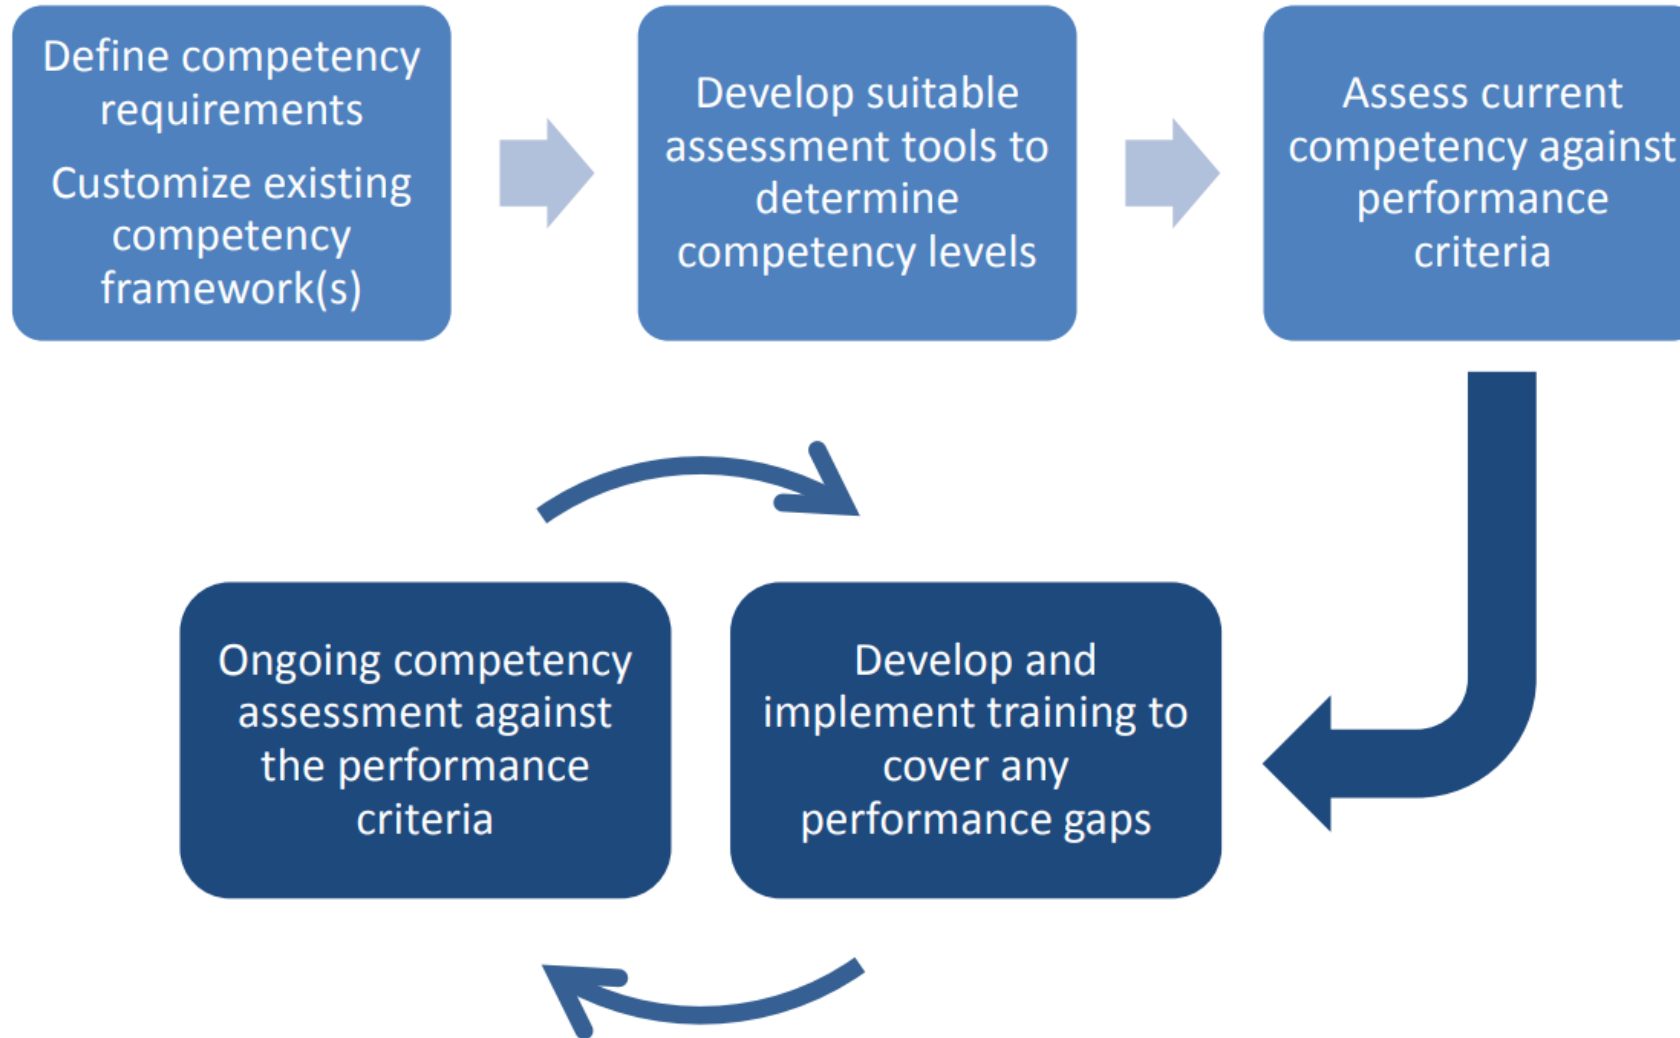 Define competency
requirements
Customize existing
competency
framework(s)
Develop suitable
assessment tools to
determine
competency levels
Assess current
competency against
performance
criteria
Ongoing competency
assessment against
the performance
criteria
Develop and
implement training to
cover any
performance gaps